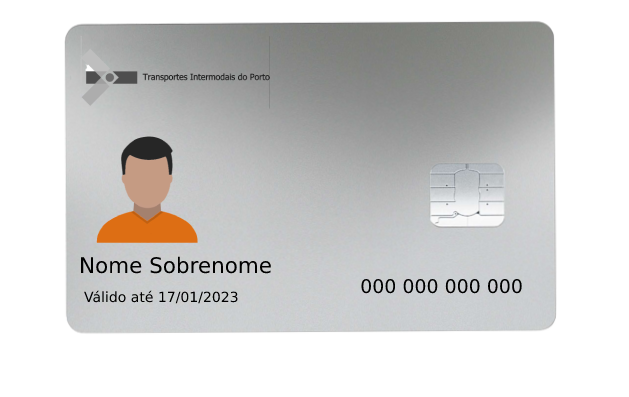 Transportes Intermodais do Porto
Nome Sobrenome
Válido até 17/01/2023
000 000 000 000